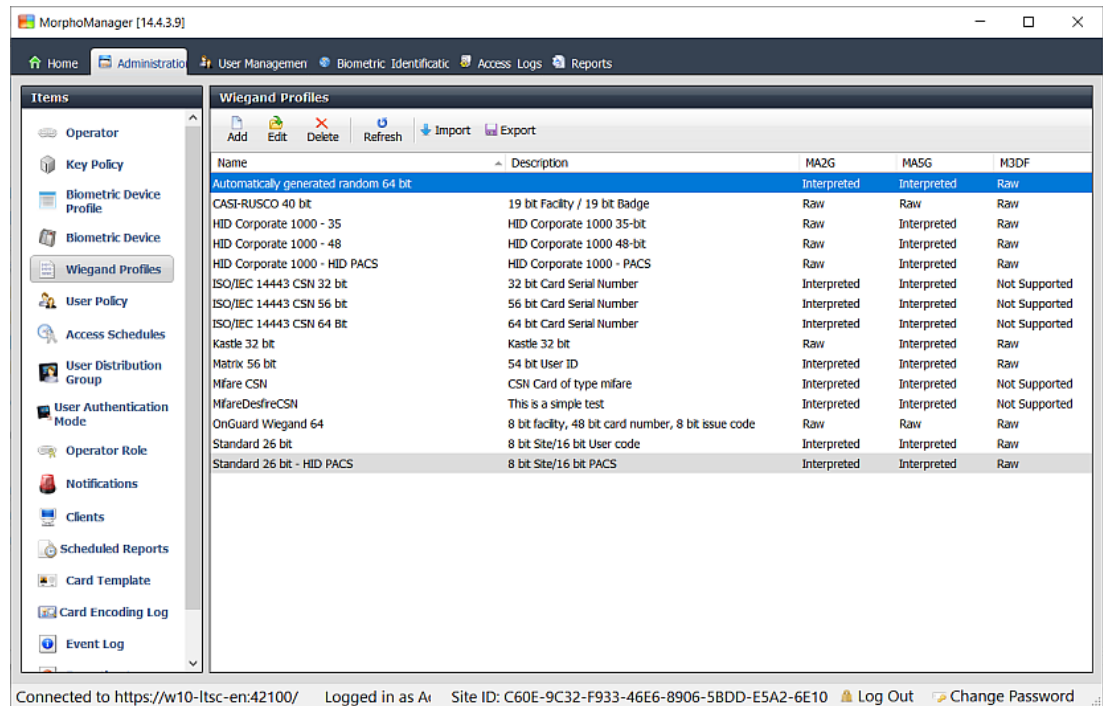 MorphoManager [14.4.3.9]
Home Administratio User Managemen Biometric Identificatic Access Logs Reports
Items
Operator
Key Policy
Biometric Device
Profile
Biometric Device
Wiegand Profiles
User Policy
Access Schedules
User Distribution
Group
User Authentication
Mode
Operator Role
Notifications
Clients
Scheduled Reports
Card Template
Card Encoding Log
Event Log
Wiegand Profiles
Add Edit Delete Refresh Import Export
Name Description MA2G MA5G M3DF
Automatically generated random 64 bit Interpreted Interpreted Raw
CASI-RUSCO 40 bit 19 bit Facility / 19 bit Badge Raw Raw Raw
HID Corporate 1000 - 35 HID Corporate 1000 35-bit Raw Interpreted Raw
HID Corporate 1000 - 48 HID Corporate 1000 48-bit Raw Interpreted Raw
HID Corporate 1000 - HID PACS HID Corporate 1000 - PACS Raw Interpreted Raw
ISO/IEC 14443 CSN 32 bit 32 bit Card Serial Number Interpreted Interpreted Not Supported
ISO/IEC 14443 CSN 56 bit 56 bit Card Serial Number Interpreted Interpreted Not Supported
ISO/IEC 14443 CSN 64 Bit 64 bit Card Serial Number Interpreted Interpreted Not Supported
Kastle 32 bit Kastle 32 bit Raw Interpreted Raw
Matrix 56 bit 54 bit User ID Interpreted Interpreted Raw
Mifare CSN CSN Card of type mifare Interpreted Interpreted Not Supported
MifareDesfireCSN This is a simple test Interpreted Interpreted Not Supported
OnGuard Wiegand 64 8 bit facility, 48 bit card number, 8 bit issue code Raw Raw Raw
Standard 26 bit 8 bit Site/16 bit User code Interpreted Interpreted Raw
Standard 26 bit - HID PACS 8 bit Site/16 bit PACS Interpreted Interpreted Raw
Connected to https://w10-ltsc-en:42100/ Logged in as Site ID: C60E-9C32-F933-46E6-8906-5BDD-E5A2-6E10 Log Out Change Password